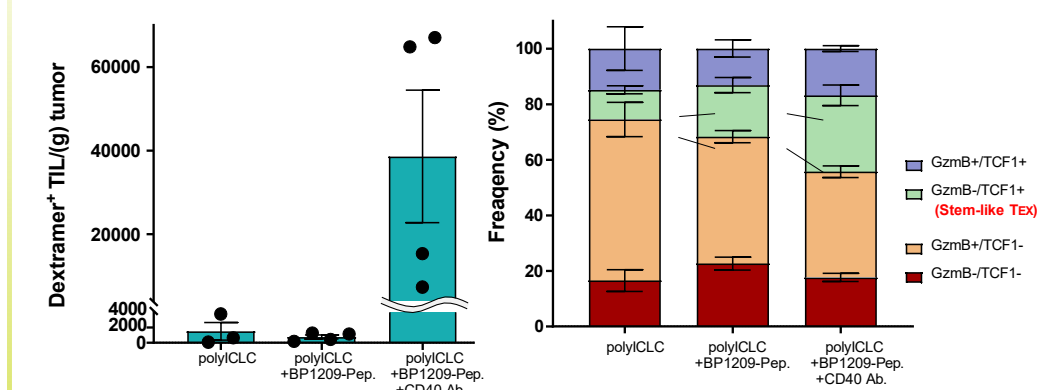 Dextramer+ TIL/(g) tumor
60000
40000
20000
4000
2000
0
polyICLC
polyICLC
+BP1209-Pep.
polyICLC
+BP1209-Pep.
+CD40 Ab.
Freaqency (%)
100
80
60
40
20
0
polyICLC
polyICLC
+BP1209-Pep.
polyICLC
+BP1209-Pep.
+CD40 Ab.
GzmB+/TCF1+
GzmB-/TCF1+
(Stem-like TEX)
GzmB+/TCF1-
GzmB-/TCF1-